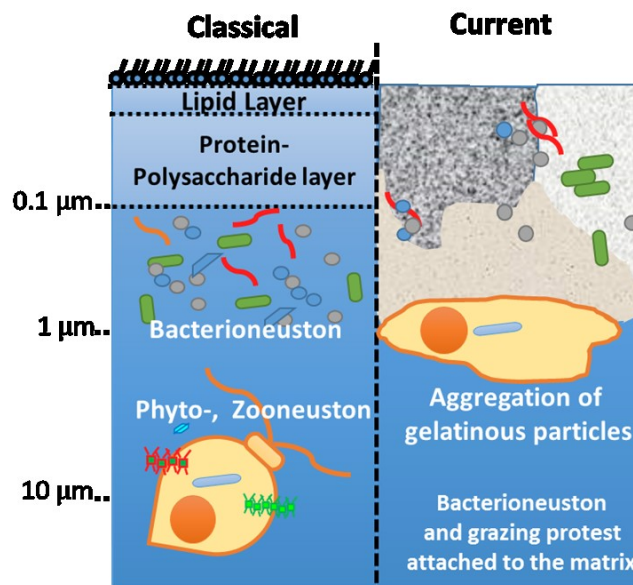 Classical
Current
Lipid Layer
Protein-
Polysaccharide layer
0.1 µm..
Bacterioneuston
1 µm..
Phyto-, Zooneuston
10 µm..
Aggregation of
gelatinous particles
Bacterioneuston
and grazing protest
attached to the matrix